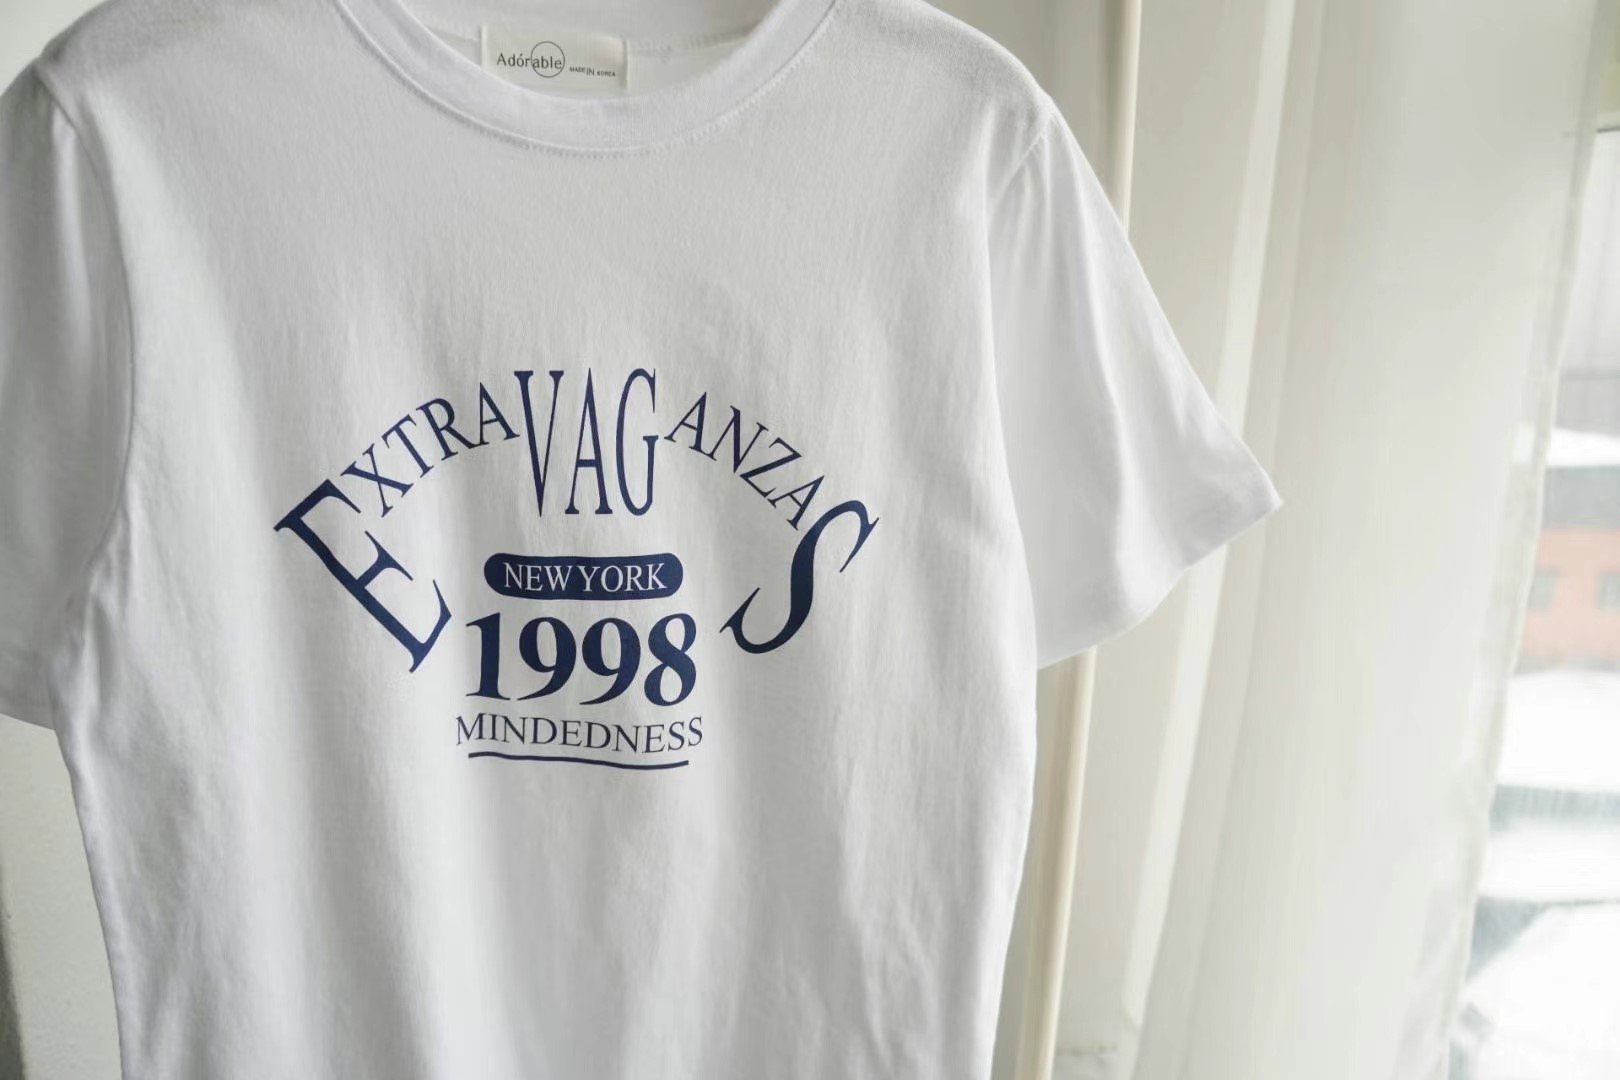 Adórable MADE IN KOREA
EXTRAVAGANZAS
NEW YORK
1998
MINDEDNESS